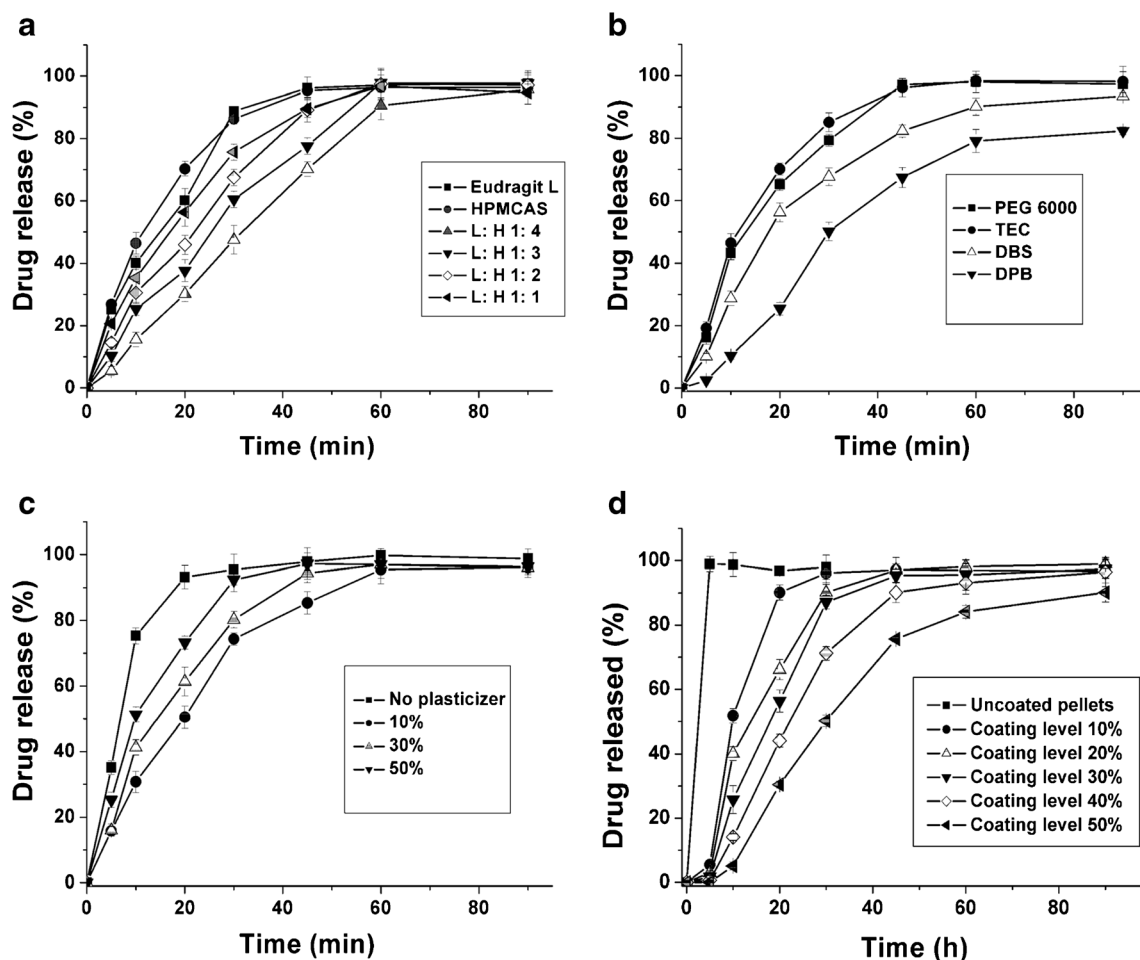 a
Drug release (%)
100
80
60
40
20
0
0 20 40 60 80
Time (min)
Eudragit L
HPMCAS
L: H 1: 4
L: H 1: 3
L: H 1: 2
L: H 1: 1
b
Drug release (%)
100
80
60
40
20
0
0 20 40 60 80
Time (min)
PEG 6000
TEC
DBS
DPB
c
Drug release (%)
100
80
60
40
20
0
0 20 40 60 80
Time (min)
No plasticizer
10%
30%
50%
d
Drug released (%)
100
80
60
40
20
0
0 20 40 60 80
Time (h)
Uncoated pellets
Coating level 10%
Coating level 20%
Coating level 30%
Coating level 40%
Coating level 50%